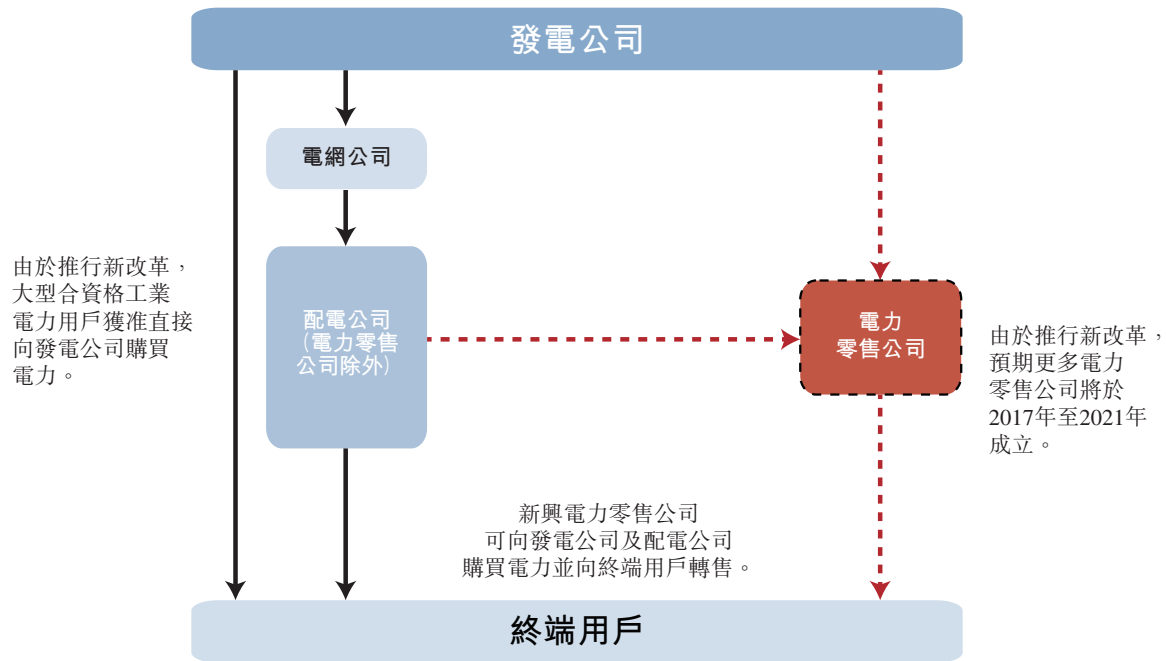 發電公司
電網公司
由於推行新改革，
大型合資格工業
電力用戶獲准直接
向發電公司購買
電力。
配電公司
（電力零售
公司除外）
電力
零售公司
由於推行新改革，
預期更多電力
零售公司將於
2017年至2021年
成立。
新興電力零售公司
可向發電公司及配電公司
購買電力並向終端用戶轉售。
終端用戶